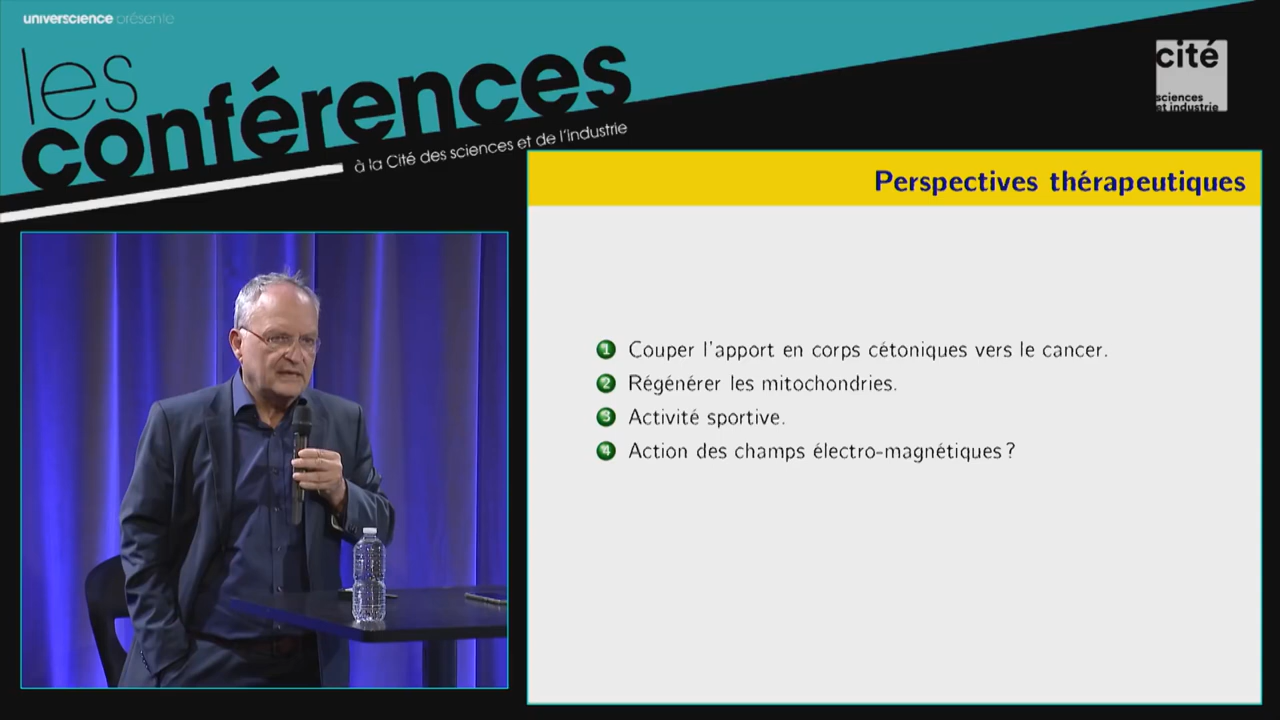 universcience présente
les
conférences
à la Cité des sciences et de l'industrie
cité
sciences
et industrie
Perspectives thérapeutiques
1 Couper l'apport en corps cétoniques vers le cancer.
2 Régénérer les mitochondries.
3 Activité sportive.
4 Action des champs électro-magnétiques ?